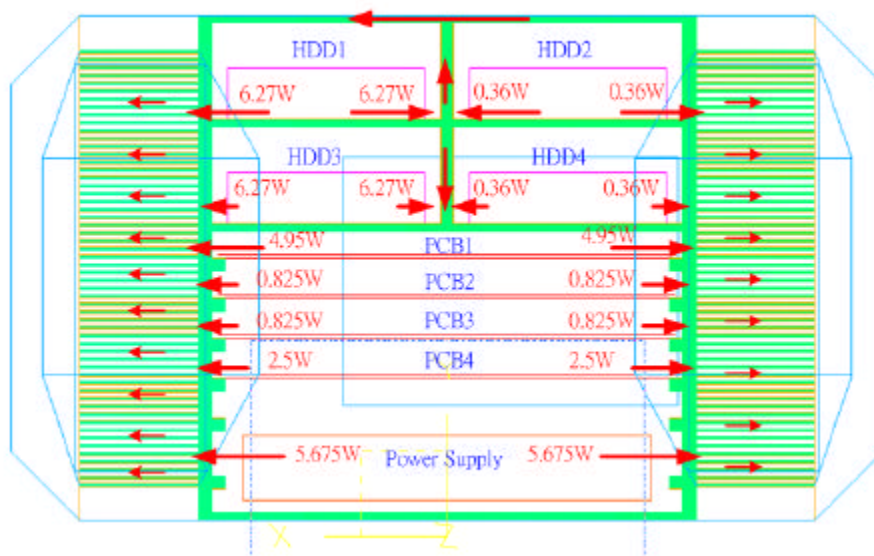 HDD1 HDD2
6.27W 6.27W 0.36W 0.36W
HDD3 HDD4
6.27W 6.27W 0.36W 0.36W
4.95W PCB1 4.95W
0.825W PCB2 0.825W
0.825W PCB3 0.825W
2.5W PCB4 2.5W
5.675W Power Supply 5.675W
X Z